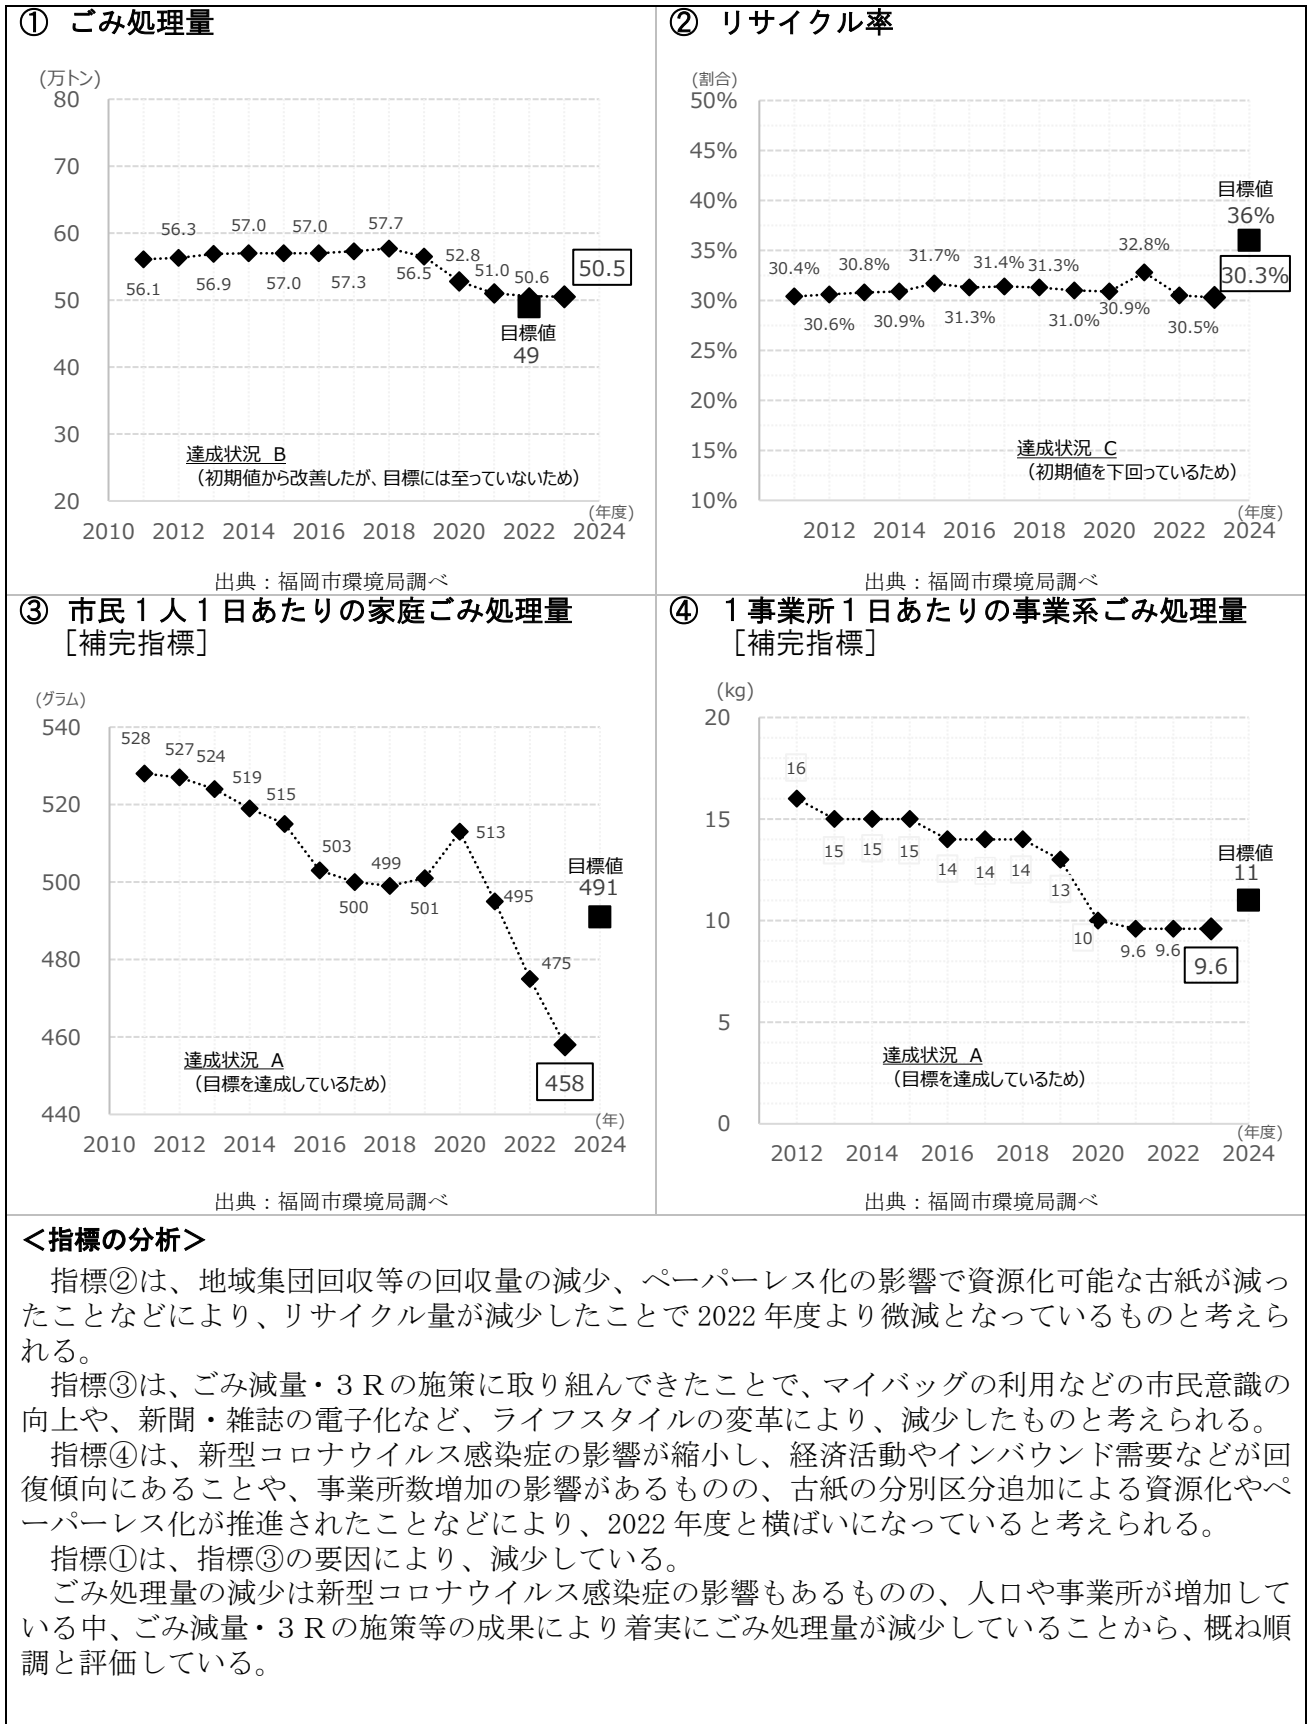 ① ごみ処理量
(万トン)
80
70
60
50
40
30
20
56.1
56.3
56.9
57.0
57.0
57.0
57.3
57.7
56.5
52.8
51.0
50.6
50.5
目標値
49
達成状況 B
（初期値から改善したが、目標には至っていないため）
(年度)
2010 2012 2014 2016 2018 2020 2022 2024
出典：福岡市環境局調べ
② リサイクル率
(割合)
50%
45%
40%
35%
30%
25%
20%
15%
10%
30.4%
30.6%
30.8%
30.9%
31.7%
31.3%
31.4%
31.3%
31.0%
30.9%
32.8%
30.5%
30.3%
目標値
36%
達成状況 C
（初期値を下回っているため）
(年度)
2012 2014 2016 2018 2020 2022 2024
出典：福岡市環境局調べ
③ 市民１人１日あたりの家庭ごみ処理量
［補完指標］
(グラム)
540
520
500
480
460
440
528
527
524
519
515
503
500
499
501
513
495
475
458
目標値
491
達成状況 A
（目標を達成しているため）
(年)
2010 2012 2014 2016 2018 2020 2022 2024
出典：福岡市環境局調べ
④ １事業所１日あたりの事業系ごみ処理量
［補完指標］
(kg)
20
15
10
5
0
16
15
15
15
14
14
14
13
10
9.6
9.6
9.6
目標値
11
達成状況 A
（目標を達成しているため）
(年度)
2012 2014 2016 2018 2020 2022 2024
出典：福岡市環境局調べ
＜指標の分析＞
指標②は、地域集団回収等の回収量の減少、ペーパーレス化の影響で資源化可能な古紙が減っ
たことなどにより、リサイクル量が減少したことで 2022 年度より微減となっているものと考えら
れる。
指標③は、ごみ減量・３Ｒの施策に取り組んできたことで、マイバッグの利用などの市民意識の
向上や、新聞・雑誌の電子化など、ライフスタイルの変革により、減少したものと考えられる。
指標④は、新型コロナウイルス感染症の影響が縮小し、経済活動やインバウンド需要などが回
復傾向にあることや、事業所数増加の影響があるものの、古紙の分別区分追加による資源化やペ
ーパーレス化が推進されたことなどにより、2022 年度と横ばいになっていると考えられる。
指標①は、指標③の要因により、減少している。
ごみ処理量の減少は新型コロナウイルス感染症の影響もあるものの、人口や事業所が増加して
いる中、ごみ減量・３Ｒの施策等の成果により着実にごみ処理量が減少していることから、概ね順
調と評価している。